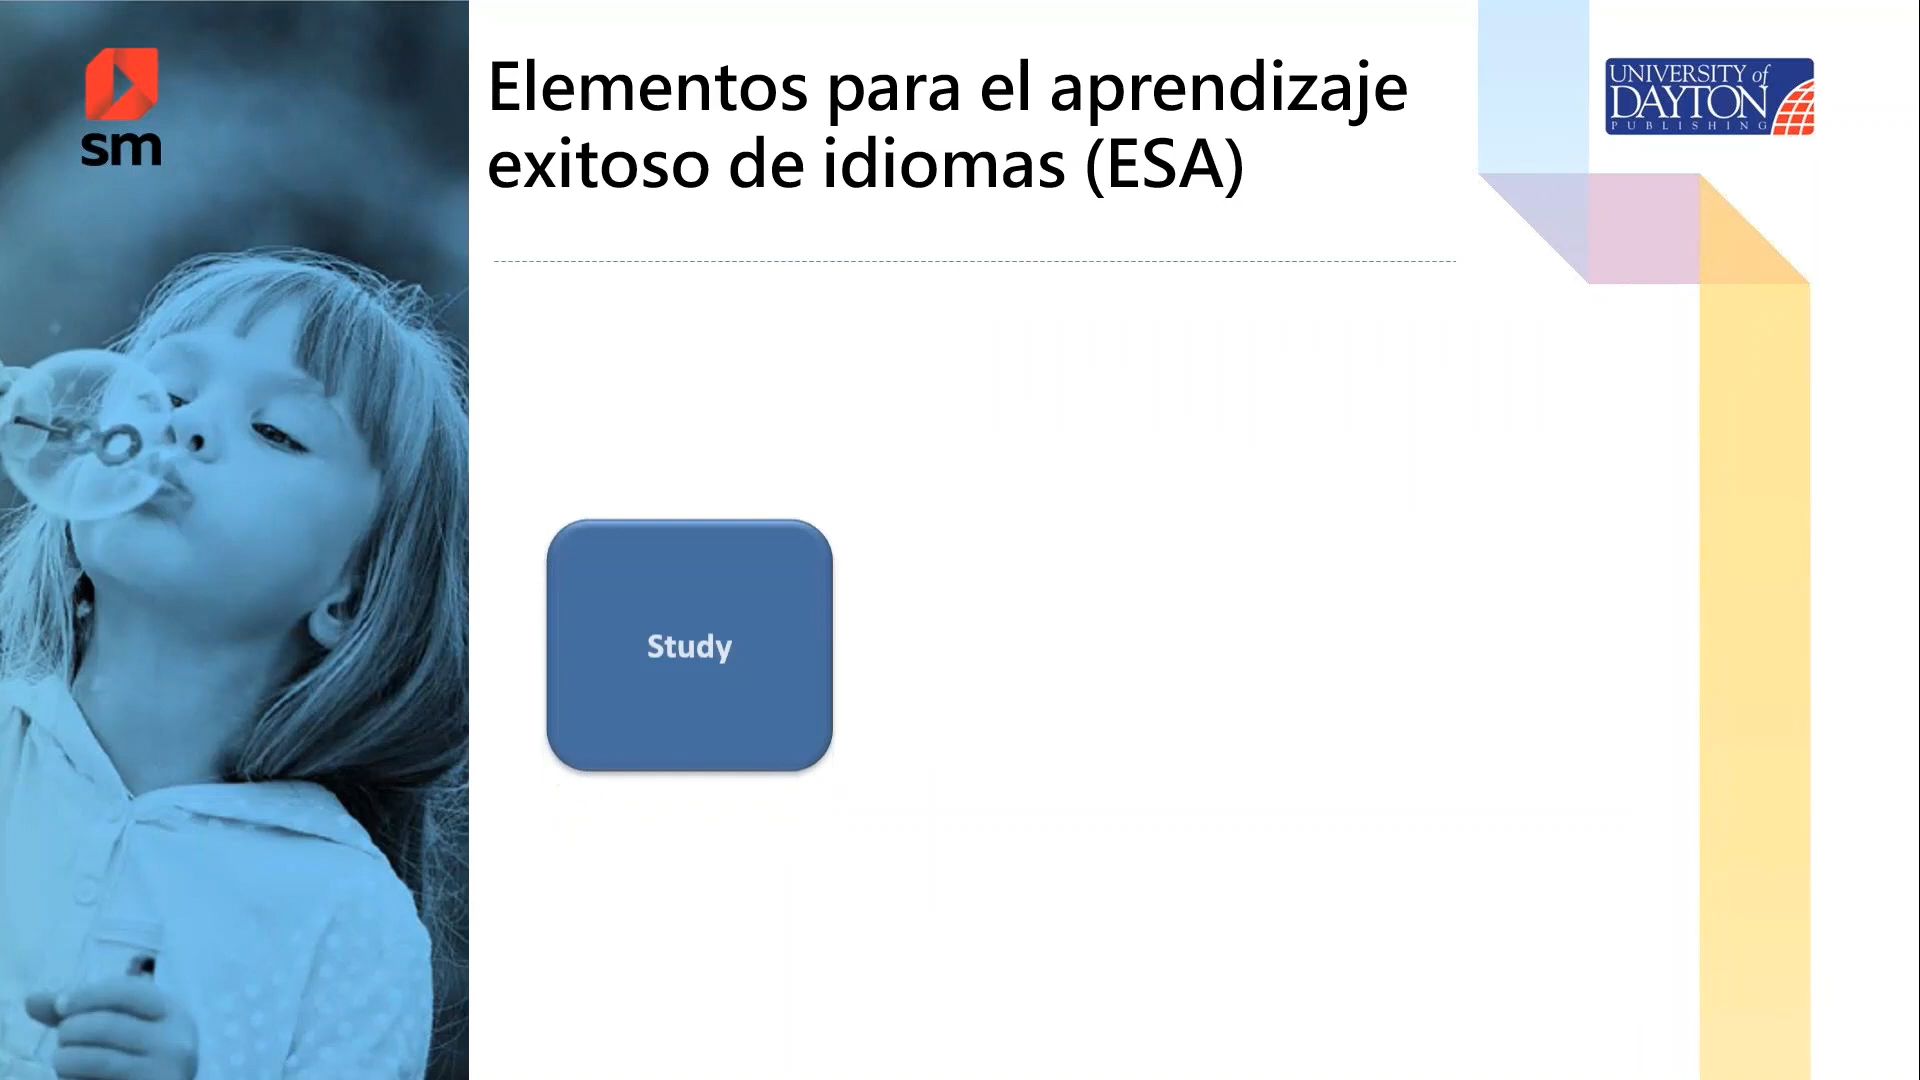 sm
Elementos para el aprendizaje
exitoso de idiomas (ESA)
UNIVERSITY of
DAYTON
PUBLISHING
Study